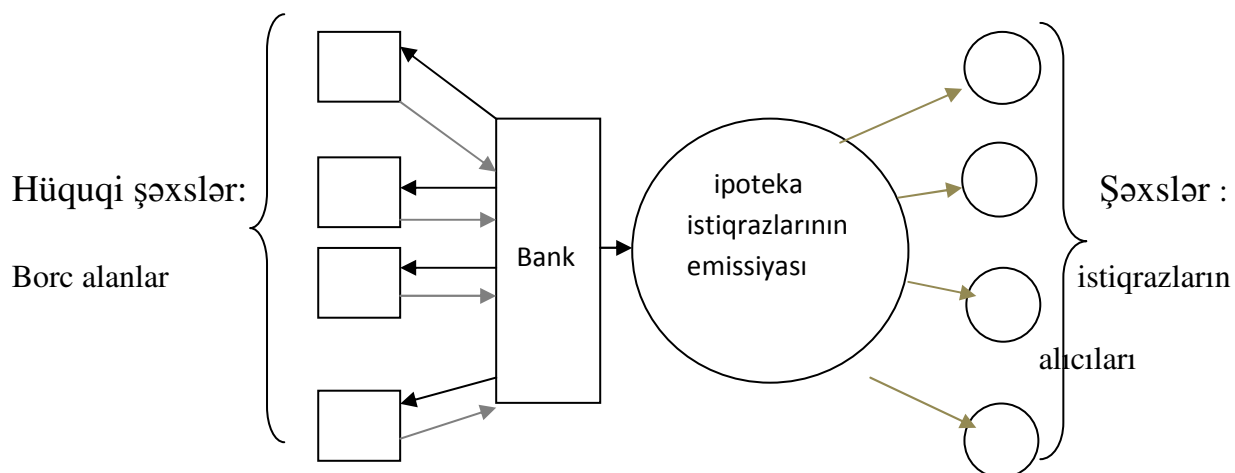 Hüquqi şəxslər:
Borc alanlar
Bank
ipoteka
istiqrazlarının
emissiyası
Şəxslər :
istiqrazların
alıcıları